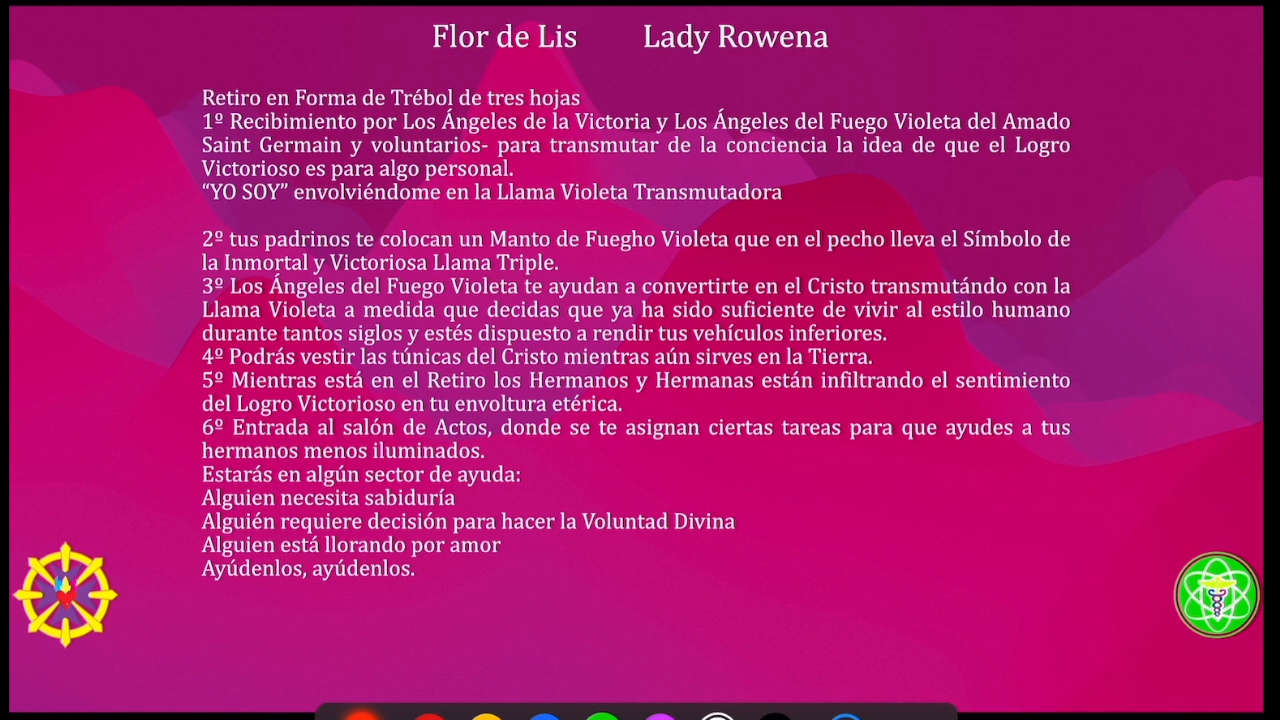 Flor de Lis Lady Rowena
Retiro en Forma de Trébol de tres hojas
1º Recibimiento por Los Ángeles de la Victoria y Los Ángeles del Fuego Violeta del Amado
Saint Germain y voluntarios- para transmutar de la conciencia la idea de que el Logro
Victorioso es para algo personal.
“YO SOY” envolviéndome en la Llama Violeta Transmutadora
2º tus padrinos te colocan un Manto de Fuegho Violeta que en el pecho lleva el Símbolo de
la Inmortal y Victoriosa Llama Triple.
3º Los Ángeles del Fuego Violeta te ayudan a convertirte en el Cristo transmutándo con la
Llama Violeta a medida que decidas que ya ha sido suficiente de vivir al estilo humano
durante tantos siglos y estés dispuesto a rendir tus vehículos inferiores.
4º Podrás vestir las túnicas del Cristo mientras aún sirves en la Tierra.
5º Mientras está en el Retiro los Hermanos y Hermanas están infiltrando el sentimiento
del Logro Victorioso en tu envoltura etérica.
6º Entrada al salón de Actos, donde se te asignan ciertas tareas para que ayudes a tus
hermanos menos iluminados.
Estarás en algún sector de ayuda:
Alguien necesita sabiduría
Alguién requiere decisión para hacer la Voluntad Divina
Alguien está llorando por amor
Ayúdenlos, ayúdenlos.